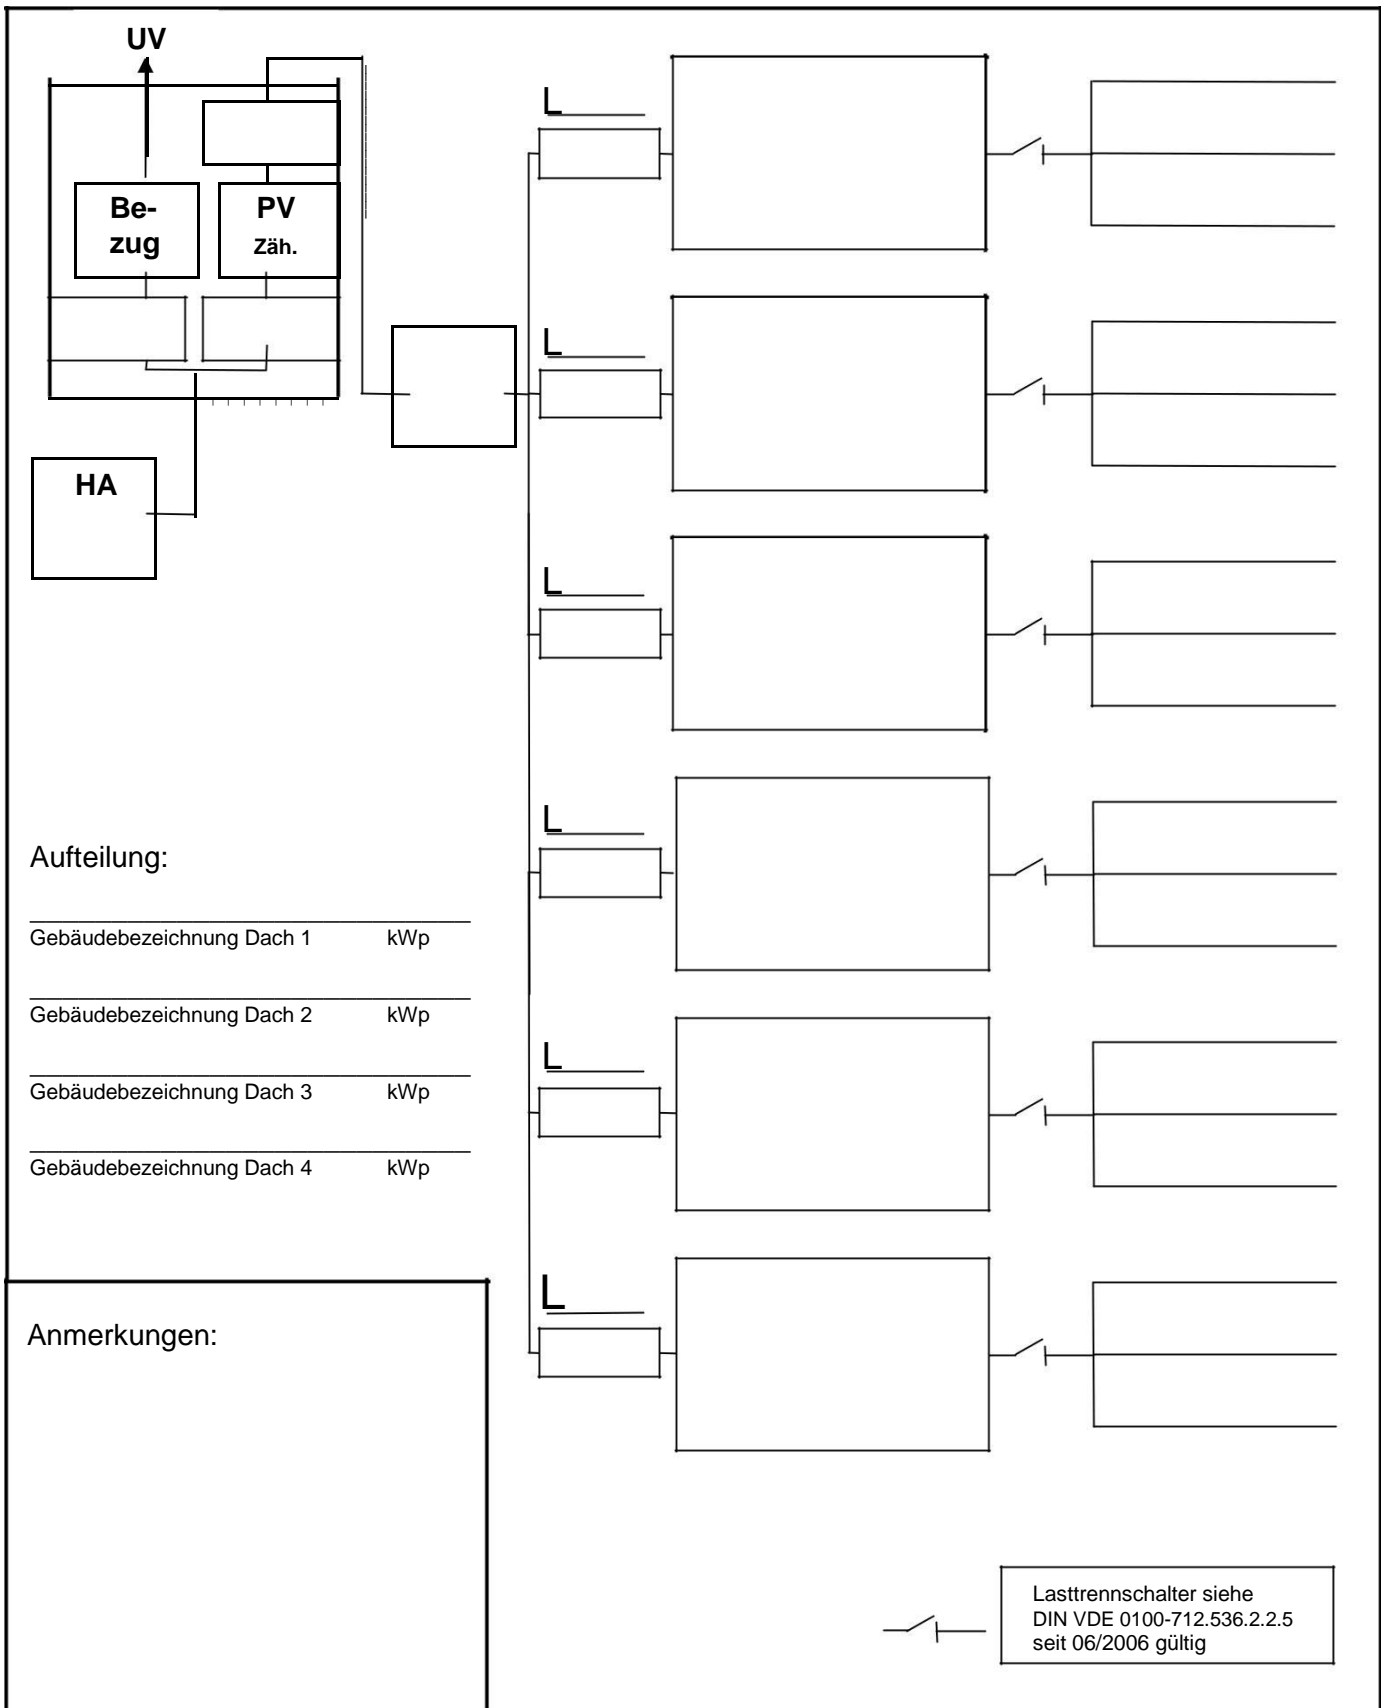 UV
Be-
zug
PV
Zäh.
HA
L
L
L
L
L
L
Aufteilung:
Gebäudebezeichnung Dach 1 kWp
Gebäudebezeichnung Dach 2 kWp
Gebäudebezeichnung Dach 3 kWp
Gebäudebezeichnung Dach 4 kWp
Anmerkungen:
Lasttrennschalter siehe
DIN VDE 0100-712.536.2.2.5
seit 06/2006 gültig